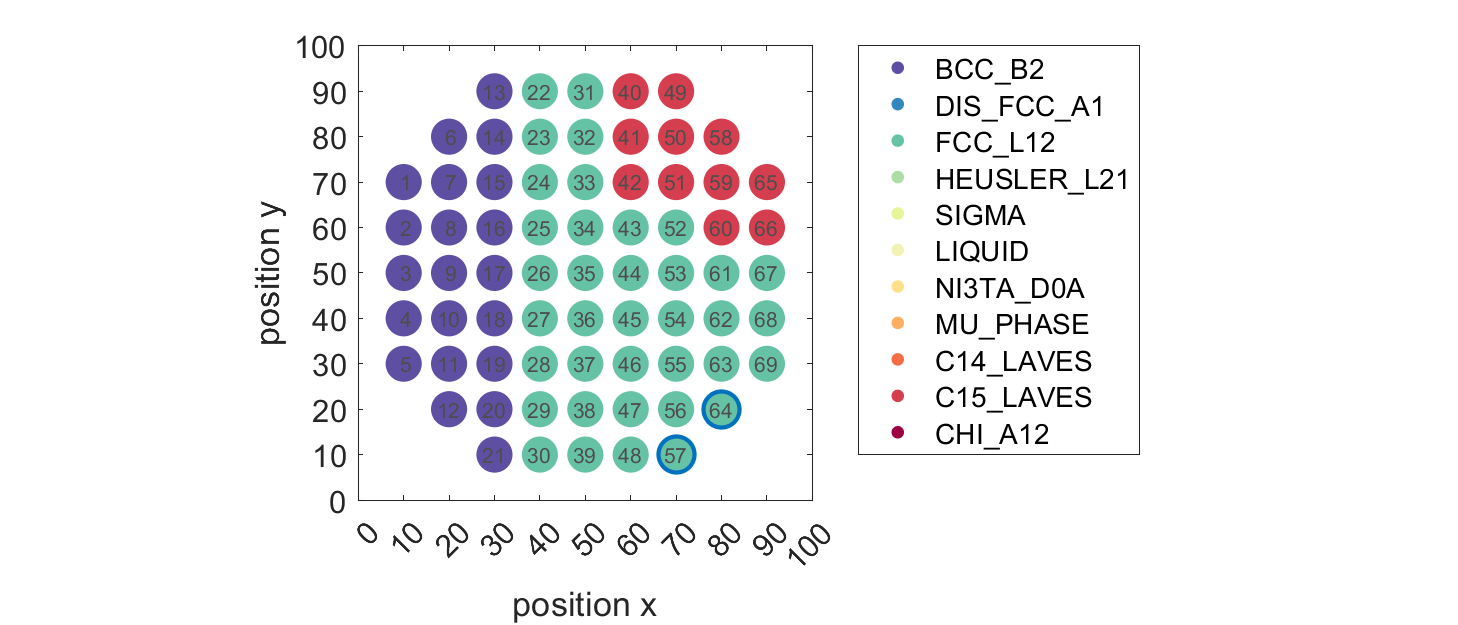 100
90
80
70
60
50
40
30
20
10
0
position y
13 22 31 40 49
6 14 23 32 41 50 58
1 7 15 24 33 42 51 59 65
2 8 16 25 34 43 52 60 66
3 9 17 26 35 44 53 61 67
4 10 18 27 36 45 54 62 68
5 11 19 28 37 46 55 63 69
12 20 29 38 47 56 64
21 30 39 48 57
0 10 20 30 40 50 60 70 80 90 100
position x
BCC_B2
DIS_FCC_A1
FCC_L12
HEUSLER_L21
SIGMA
LIQUID
NI3TA_D0A
MU_PHASE
C14_LAVES
C15_LAVES
CHI_A12